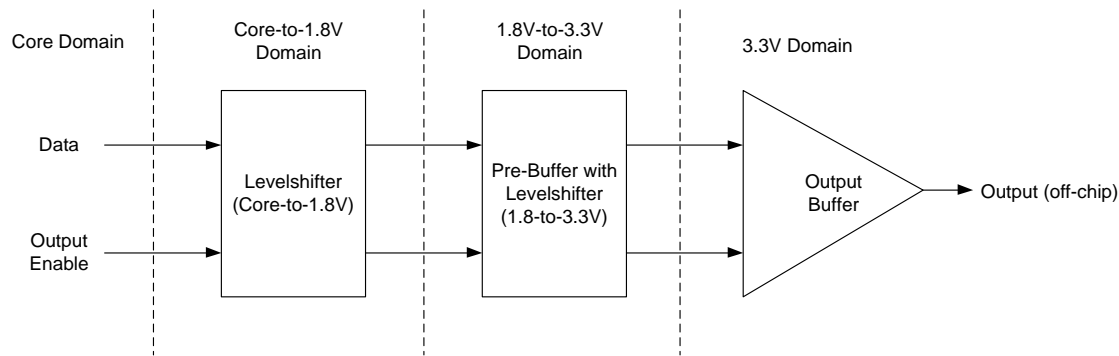 Core Domain
Core-to-1.8V
Domain
1.8V-to-3.3V
Domain
3.3V Domain
Data
Output
Enable
Levelshifter
(Core-to-1.8V)
Pre-Buffer with
Levelshifter
(1.8-to-3.3V)
Output
Buffer
Output (off-chip)